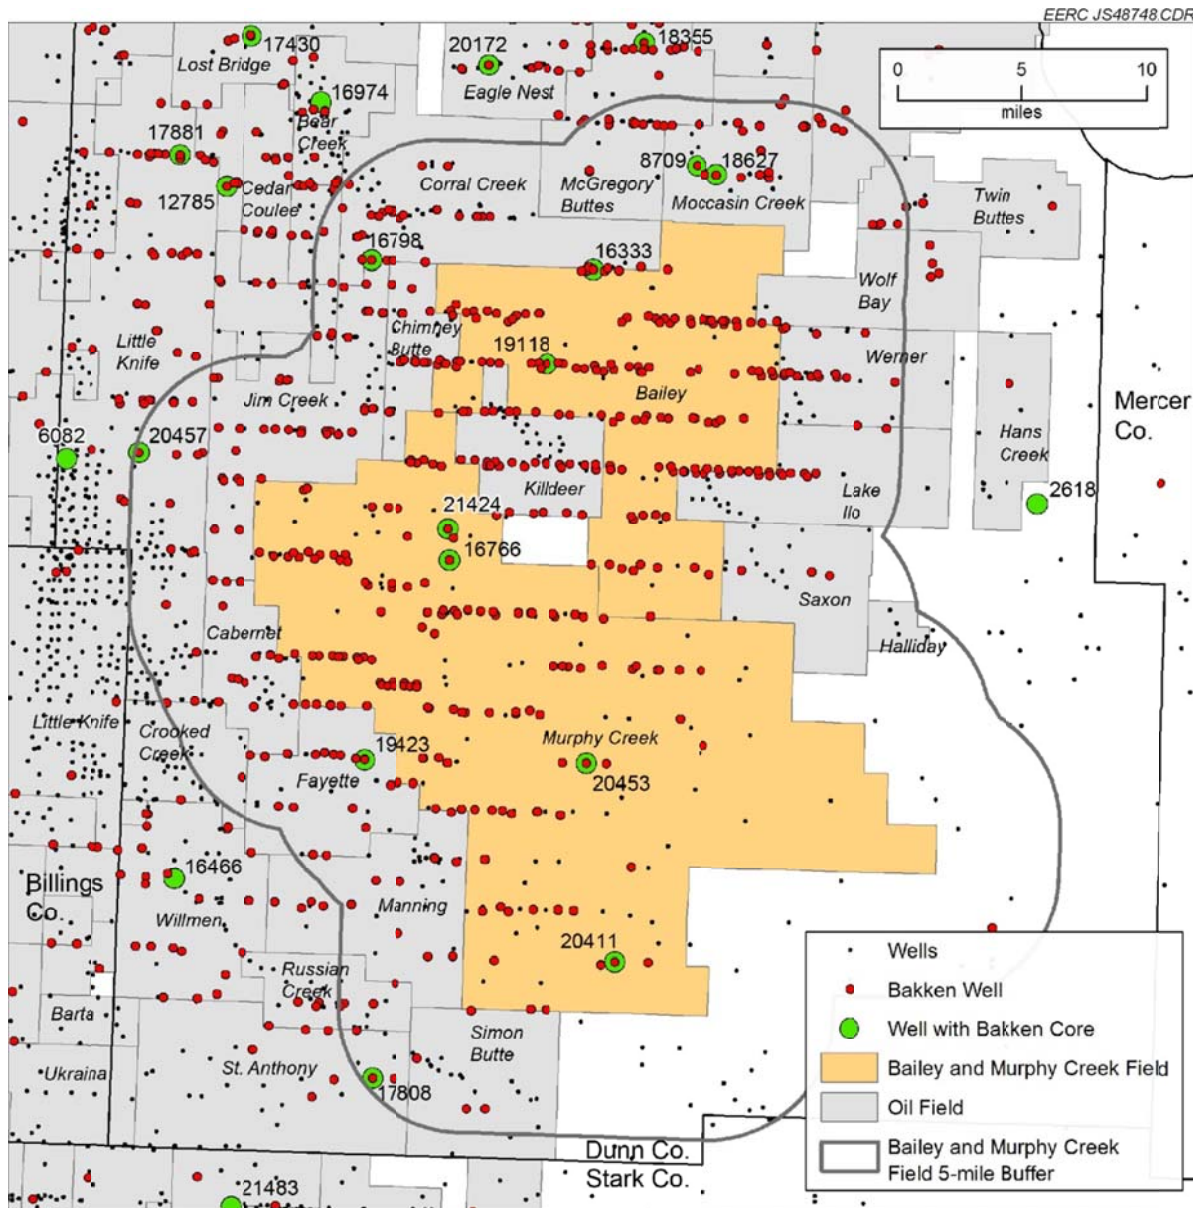 EERC JS48748.CDR
17430
Lost Bridge
20172
18355
Eagle Nest
0 5 10
miles
16974
Bear
Creek
17881
12785
Cedar
Coulee
Corral Creek
McGregory
Buttes
8709
18627
Moccasin Creek
Twin
Buttes
16798
16333
Wolf
Bay
Chimney
Butte
Little
Knife
19118
Werner
Jim Creek
Bailey
Mercer
Co.
6082
20457
Hans
Creek
Killdeer
Lake
Ilo
2618
21424
16766
Saxon
Cabernet
Halliday
Little Knife
Crooked
Creek
19423
Murphy Creek
Fayette
20453
16466
Billings
Co.
Willmen
Manning
20411
Russian
Creek
Barta
Simon
Butte
Ukraina
St. Anthony
17808
Dunn Co.
Stark Co.
21483
Wells
Bakken Well
Well with Bakken Core
Bailey and Murphy Creek Field
Oil Field
Bailey and Murphy Creek
Field 5-mile Buffer